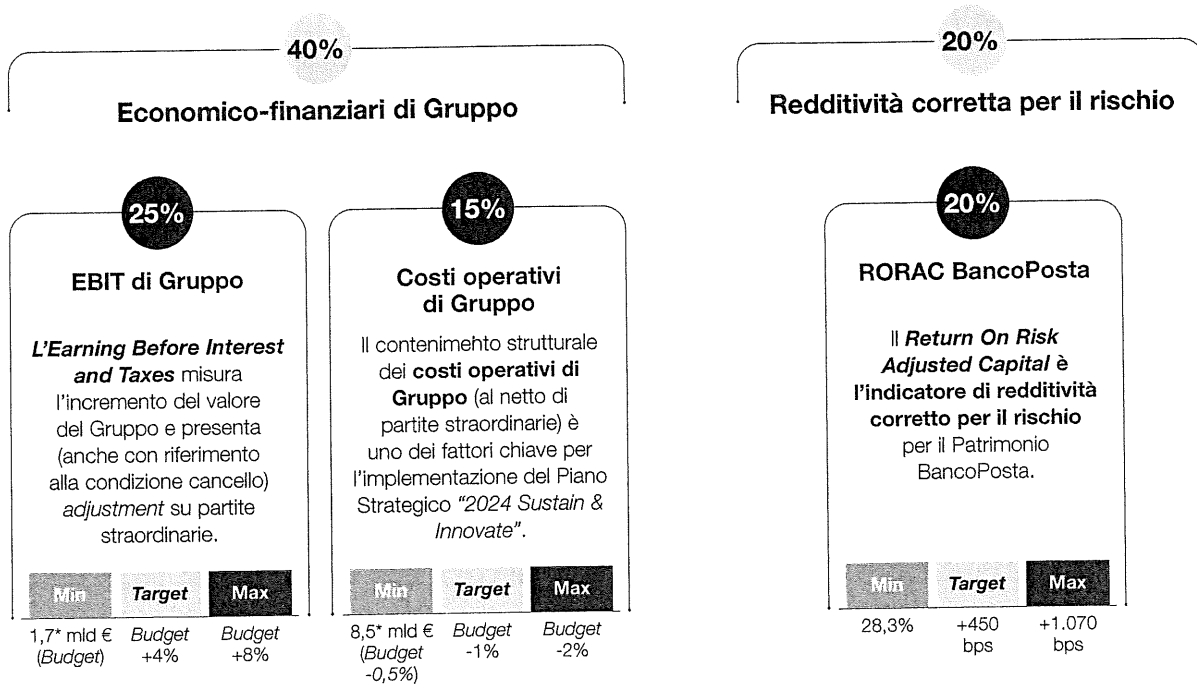 40%
Economico-finanziari di Gruppo
25%
EBIT di Gruppo
L'Earning Before Interest
and Taxes misura
l'incremento del valore
del Gruppo e presenta
(anche con riferimento
alla condizione cancello)
adjustment su partite
straordinarie.
Min Target Max
1,7* mld € Budget Budget
(Budget) +4% +8%
15%
Costi operativi
di Gruppo
Il contenimehto strutturale
dei costi operativi di
Gruppo (al netto di
partite straordinarie) è
uno dei fattori chiave per
l'implementazione del Piano
Strategico "2024 Sustain &
Innovate".
Min Target Max
8,5* mld € Budget Budget
(Budget -1% -2%
-0,5%)
20%
Redditività corretta per il rischio
20%
RORAC BancoPosta
Il Return On Risk
Adjusted Capital è
l'indicatore di redditività
corretto per il rischio
per il Patrimonio
BancoPosta.
Min Target Max
28,3% +450 +1.070
bps bps